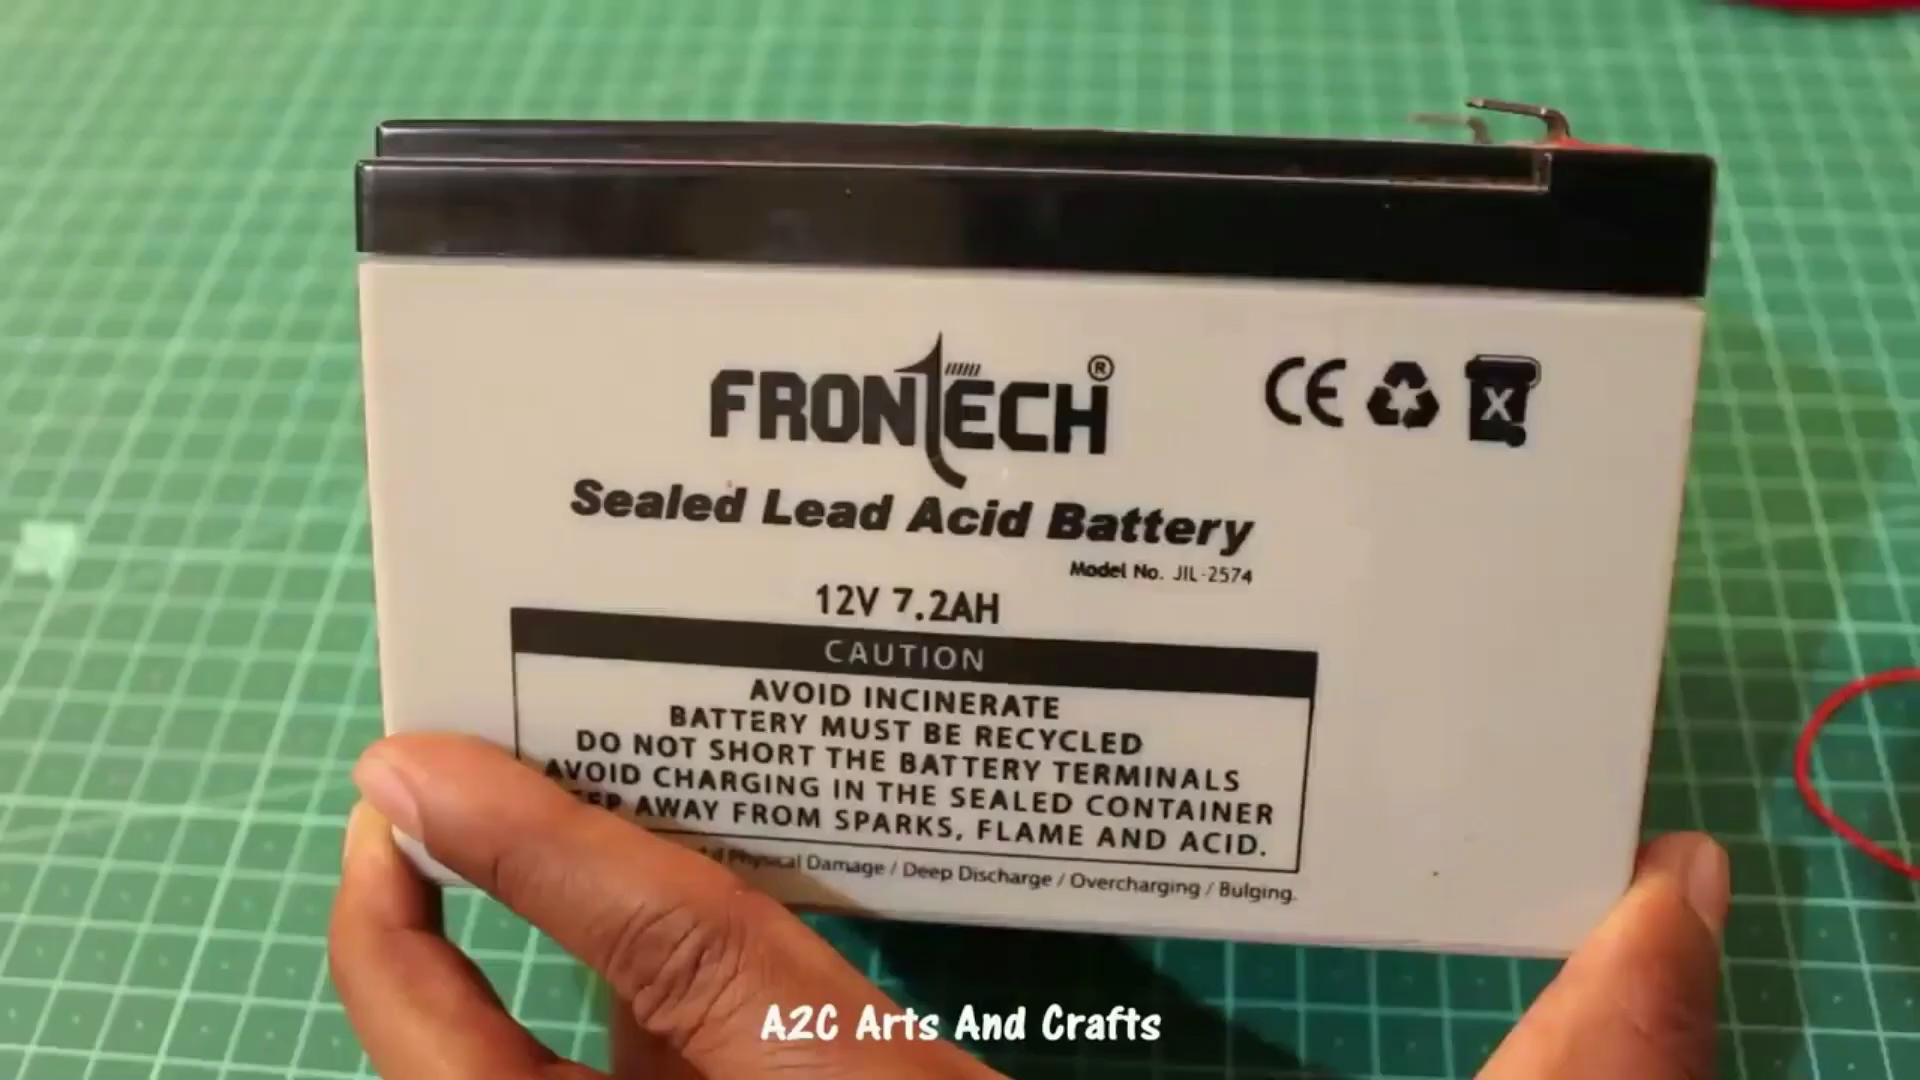 FRONTECH®
CE
X
Sealed Lead Acid Battery
Model No. JIL-2574
12V 7.2AH
CAUTION
AVOID INCINERATE
BATTERY MUST BE RECYCLED
DO NOT SHORT THE BATTERY TERMINALS
AVOID CHARGING IN THE SEALED CONTAINER
AWAY FROM SPARKS, FLAME AND ACID.
Physical Damage / Deep Discharge / Overcharging / Bulging.
A2C Arts And Crafts